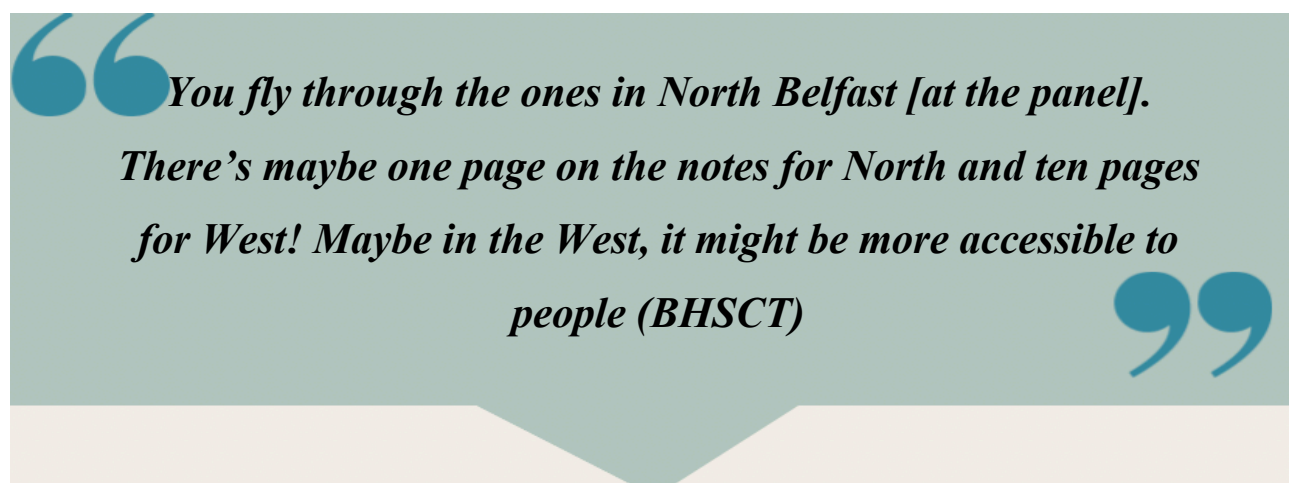 You fly through the ones in North Belfast [at the panel].
There’s maybe one page on the notes for North and ten pages
for West! Maybe in the West, it might be more accessible to
people (BHSCT)